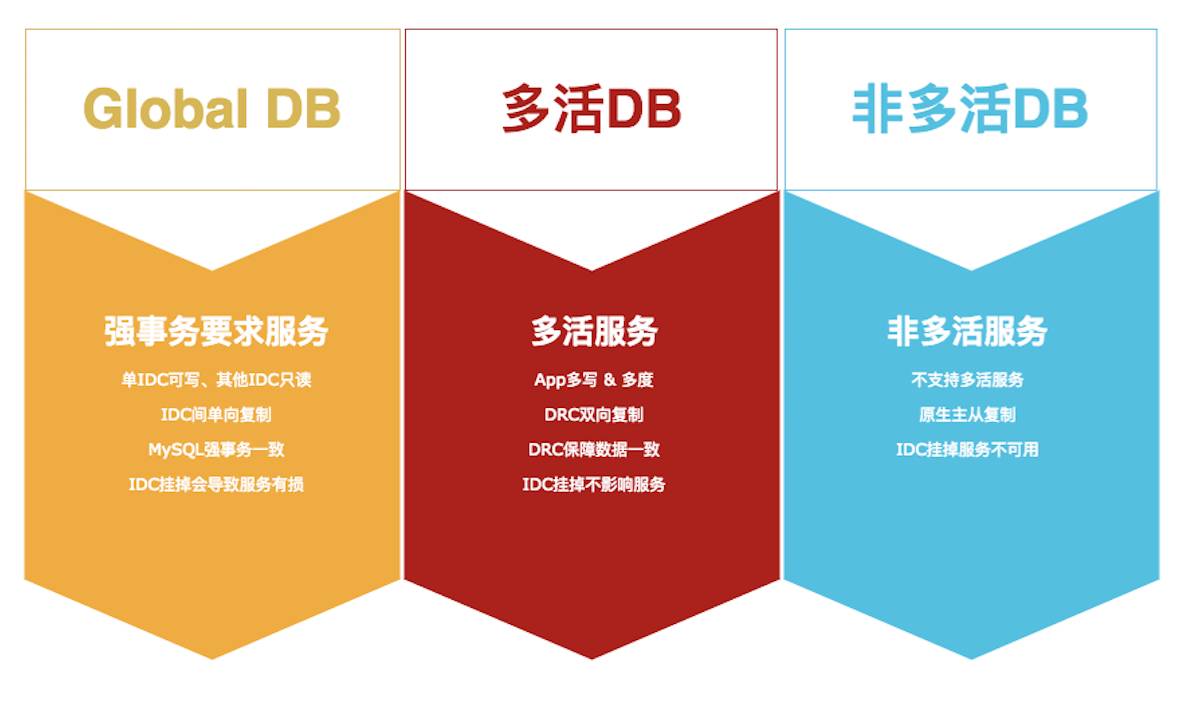 Global DB
多活DB
非多活DB
强事务要求服务
单IDC可写、其他IDC只读
IDC间单向复制
MySQL强事务一致
IDC挂掉会导致服务有损
多活服务
App多写 & 多度
DRC双向复制
DRC保障数据一致
IDC挂掉不影响服务
非多活服务
不支持多活服务
原生主从复制
IDC挂掉服务不可用